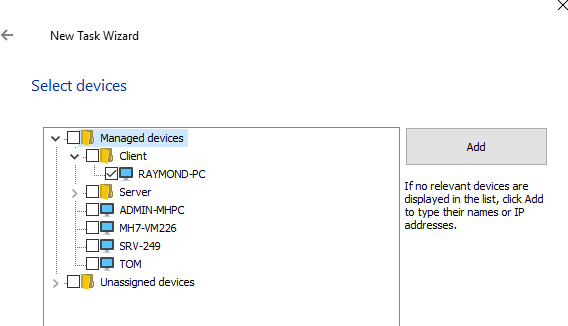 New Task Wizard
Select devices
Managed devices
Client
RAYMOND-PC
Server
ADMIN-MHPC
MH7-VM226
SRV-249
TOM
Unassigned devices
Add
If no relevant devices are
displayed in the list, click Add
to type their names or IP
addresses.